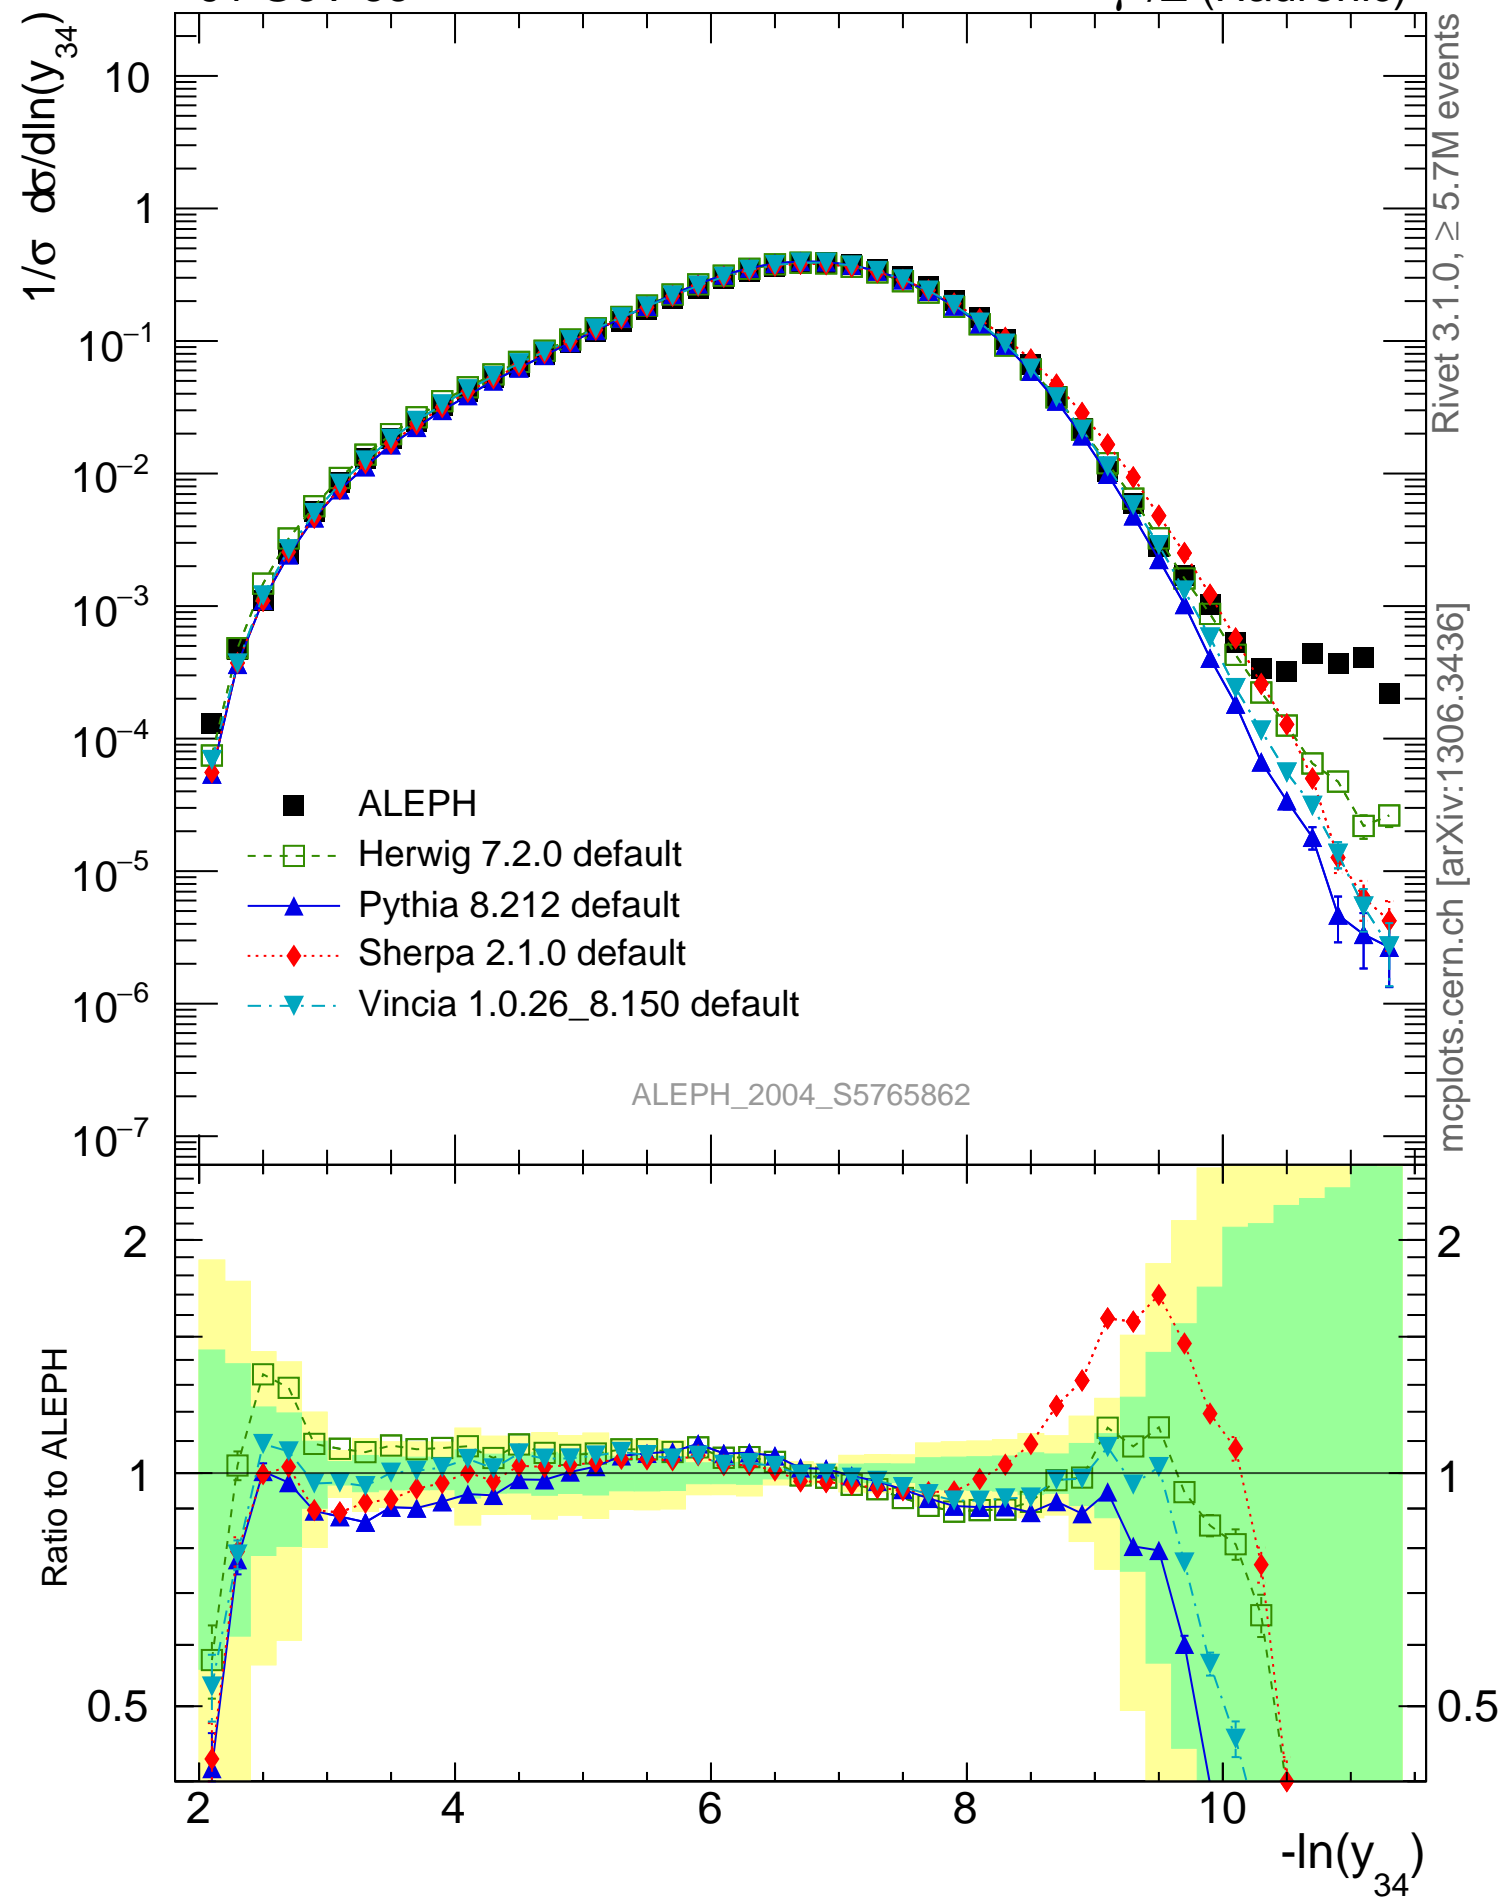 1/σ dσ/dln(y34)
10
1
10−1
10−2
10−3
10−4
10−5
10−6
10−7
ALEPH
Herwig 7.2.0 default
Pythia 8.212 default
Sherpa 2.1.0 default
Vincia 1.0.26_8.150 default
ALEPH_2004_S5765862
Rivet 3.1.0, ≥ 5.7M events
mcplots.cern.ch [arXiv:1306.3436]
Ratio to ALEPH
2
1
0.5
2
1
0.5
2 4 6 8 10
-ln(y34)